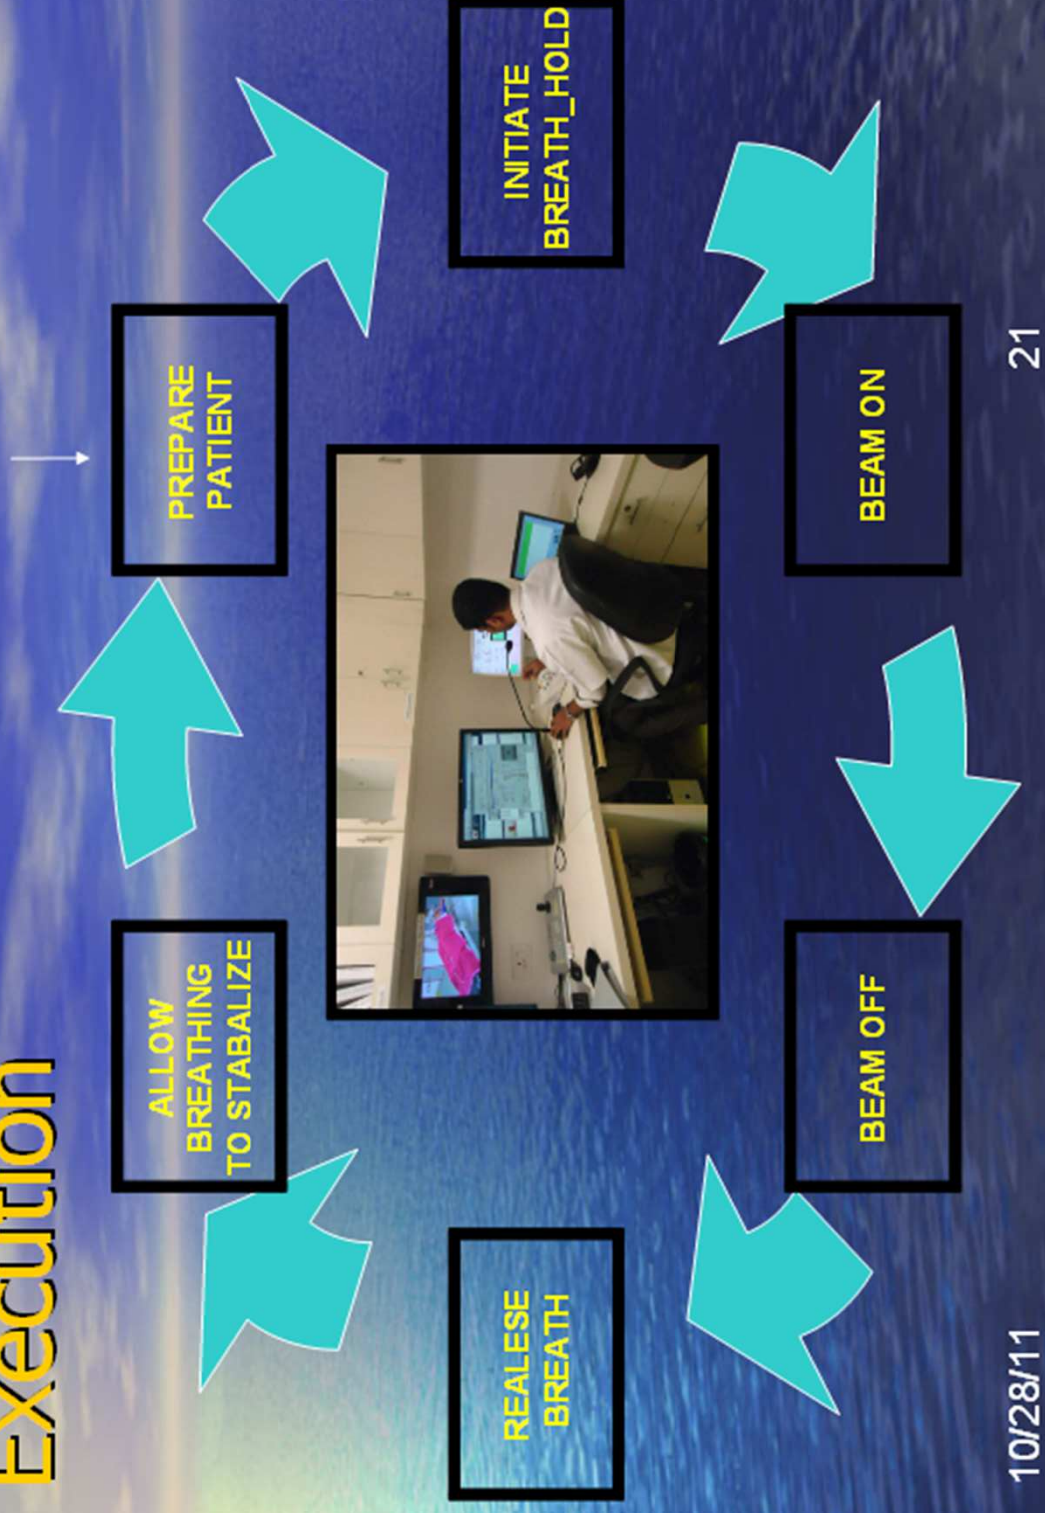 Execution
PREPARE
PATIENT
INITIATE
BREATH_HOLD
BEAM ON
BEAM OFF
REALESE
BREATH
ALLOW
BREATHING
TO STABALIZE
10/28/11
21